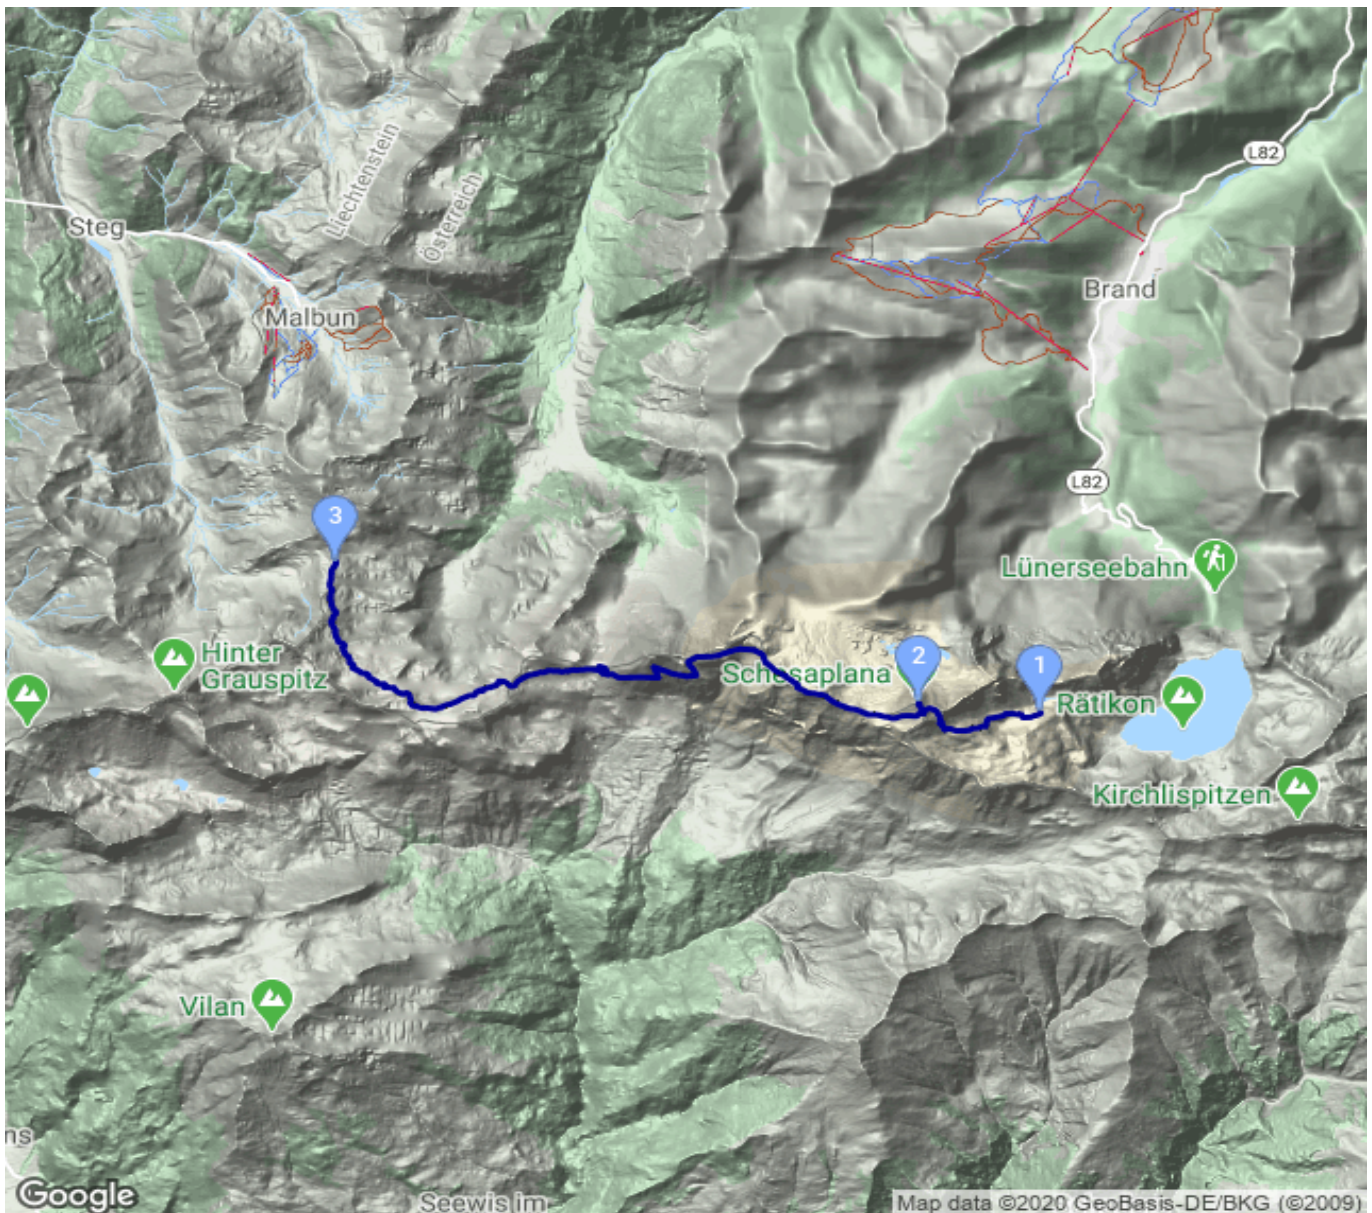 L82
Liechtenstein
Österreich
Steg
Malbun
Brand
L82
3
Lünerseebahn
Hinter
Grauspitz
2
1
Schesaplana
Rätikon
Kirchlispitzen
Vilan
ns
Seewis im
Google
Map data ©2020 GeoBasis-DE/BKG (©2009)